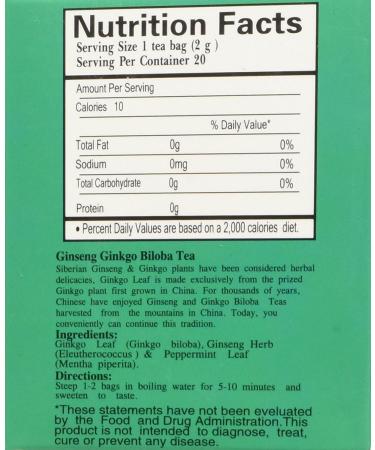 Nutrition Facts
Serving Size 1 tea bag (2 g )
Serving Per Container 20
Amount Per Serving
Calories 10
% Daily Value*
Total Fat 0g 0%
Sodium 0mg 0%
Total Carbohydrate 0g 0%
Protein 0g
• Percent Daily Values are based on a 2,000 calories diet.
Ginseng Ginkgo Biloba Tea
Siberian Ginseng & Ginkgo plants have been considered herbal
delicacies, Ginkgo Leaf is made exclusively from the prized
Ginkgo plant first grown in China. For thousands of years,
Chinese have enjoyed Ginseng and Ginkgo Biloba Teas
harvested from the mountains in China. Today, you
conveniently can continue this tradition.
Ingredients:
Ginkgo Leaf (Ginkgo biloba), Ginseng Herb
(Eleutherococcus ) & Peppermint Leaf
(Mentha piperita).
Directions:
Steep 1-2 bags in boiling water for 5-10 minutes and
sweeten to taste.
*These statements have not been eveluated
by the Food and Drug Administration.This
product is not intended to diagnose, treat,
cure or prevent any disease.